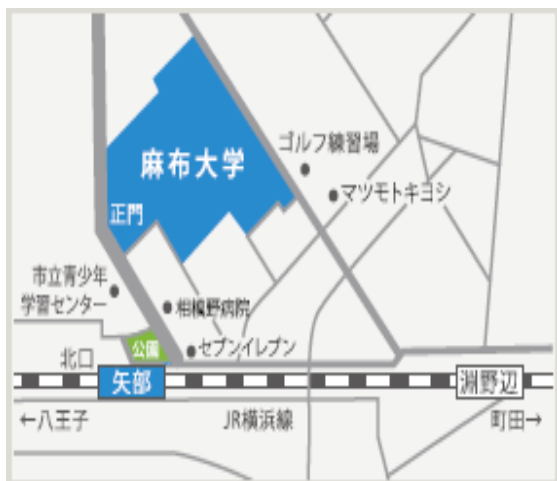 ゴルフ練習場
麻布大学
マツモトキヨシ
正門
市立青少年
学習センター
相模野病院
公園
セブンイレブン
北口
矢部
淵野辺
←八王子
JR横浜線
町田→